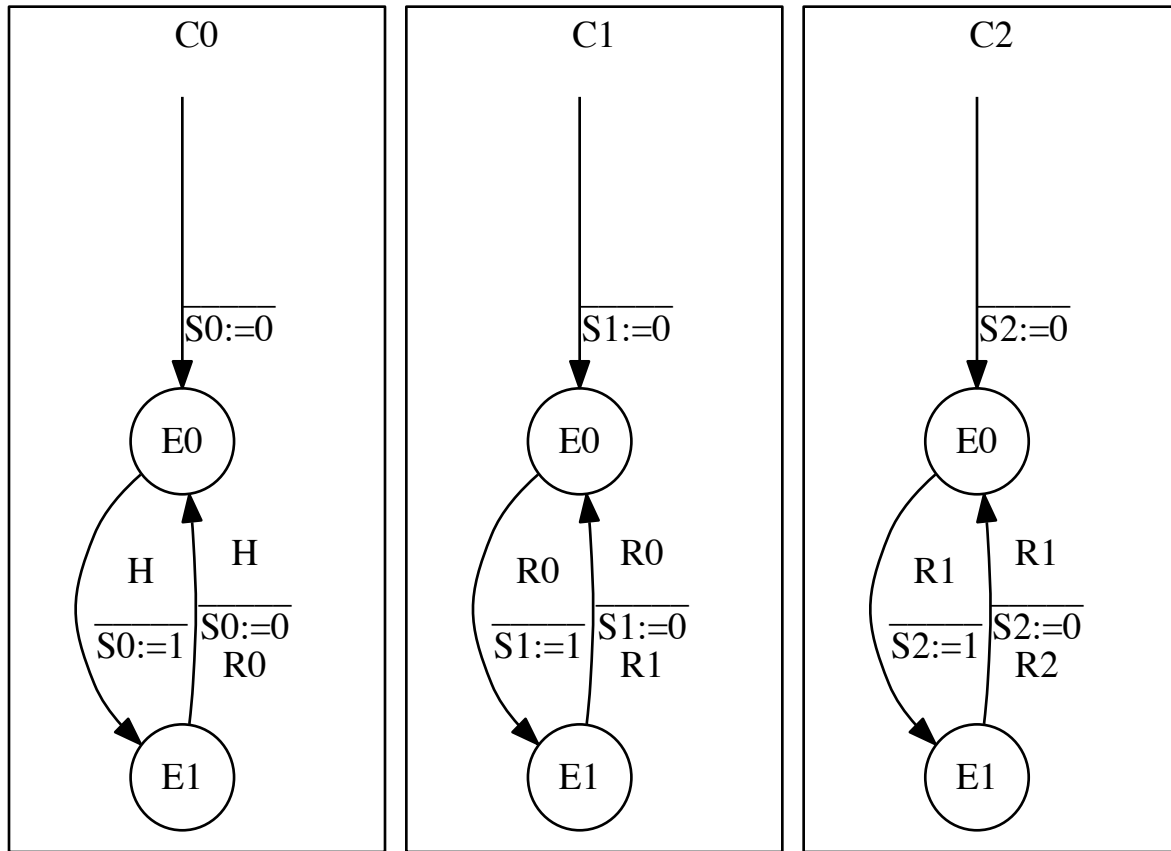 C0
S0:=0
E0
H
S0:=1
H
S0:=0
R0
E1
C1
S1:=0
E0
R0
S1:=1
R0
S1:=0
R1
E1
C2
S2:=0
E0
R1
S2:=1
R1
S2:=0
R2
E1